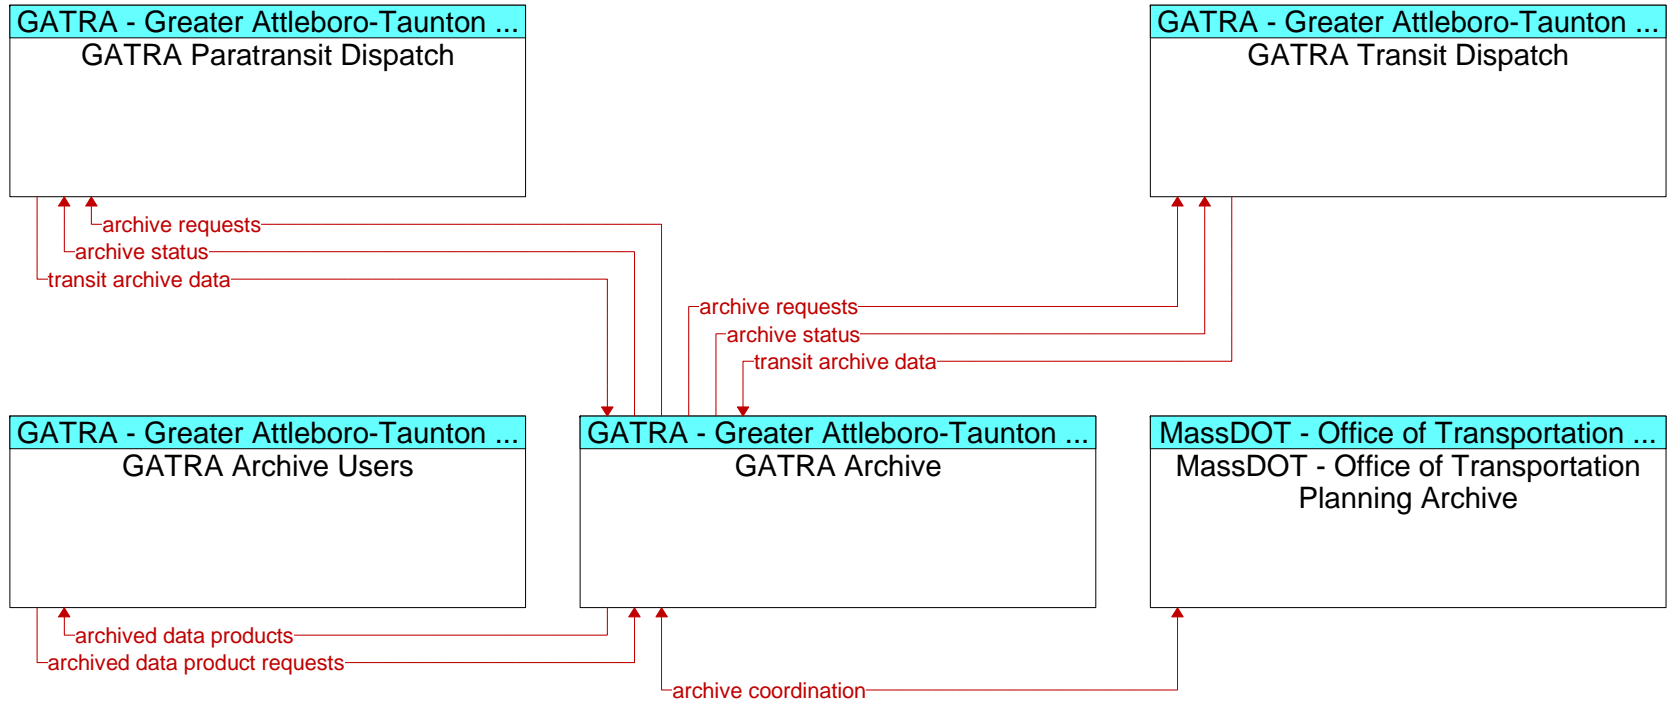 GATRA - Greater Attleboro-Taunton ...
GATRA Paratransit Dispatch
GATRA - Greater Attleboro-Taunton ...
GATRA Transit Dispatch
archive requests
archive status
transit archive data
archive requests
archive status
transit archive data
GATRA - Greater Attleboro-Taunton ...
GATRA Archive Users
GATRA - Greater Attleboro-Taunton ...
GATRA Archive
MassDOT - Office of Transportation ...
MassDOT - Office of Transportation
Planning Archive
archived data products
archived data product requests
archive coordination